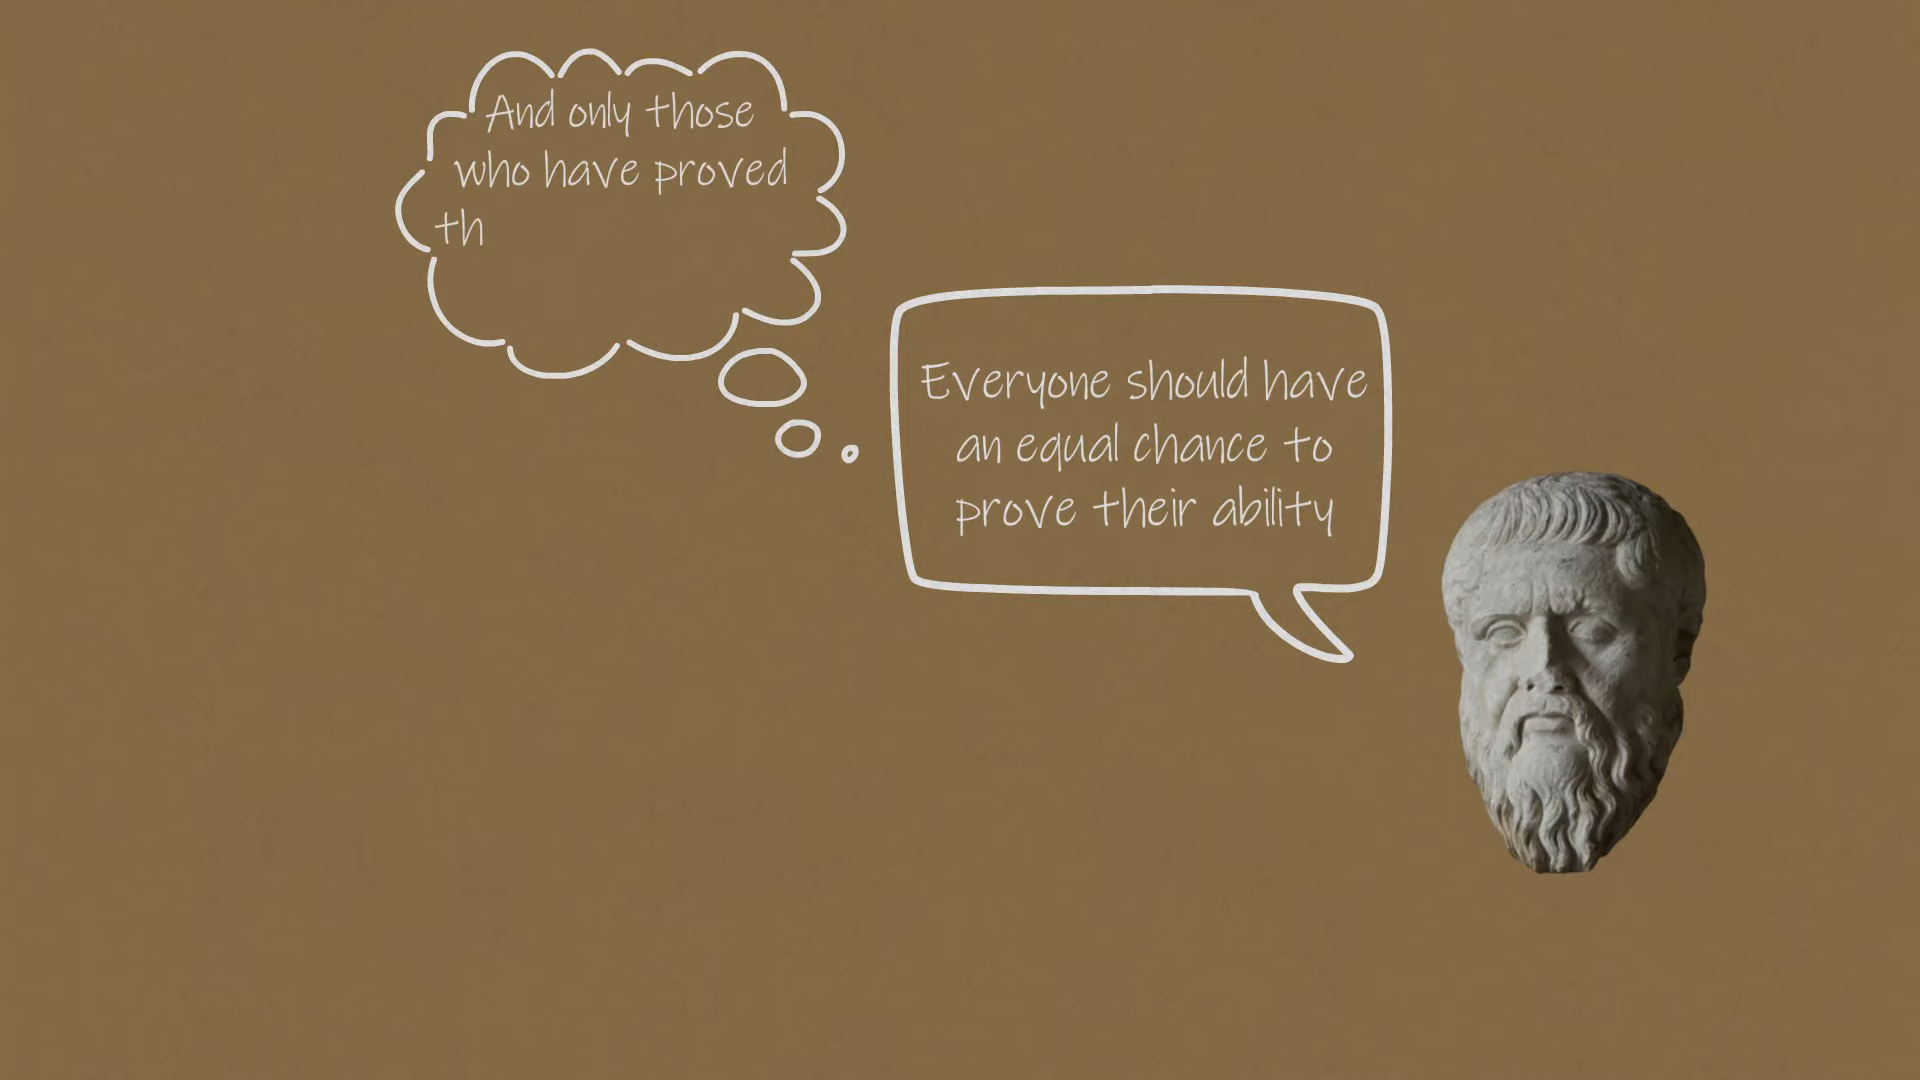 And only those
who have proved
th
Everyone should have
an equal chance to
prove their ability